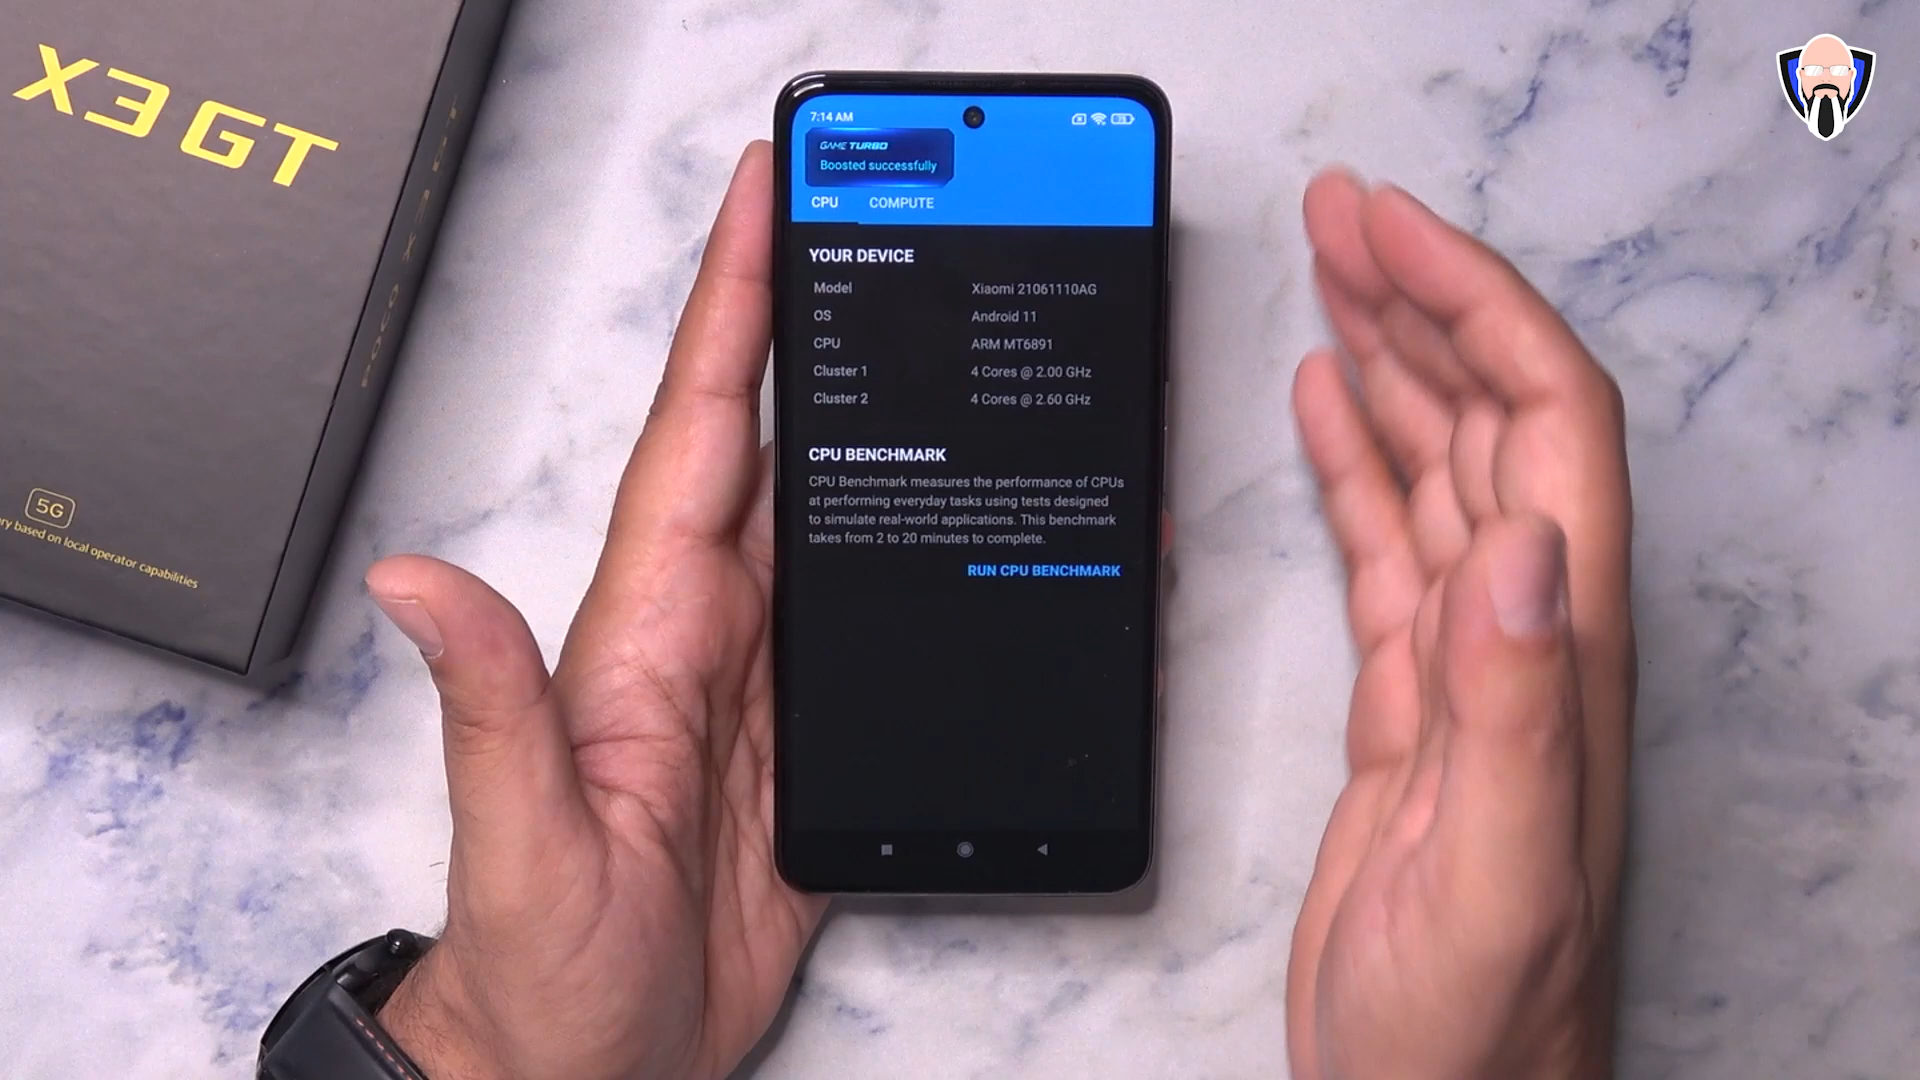 X3 GT
POCO X3 GT
5G
ry based on local operator capabilities
7:14 AM
GAME TURBO
Boosted successfully
CPU COMPUTE
YOUR DEVICE
Model Xiaomi 21061110AG
OS Android 11
CPU ARM MT6891
Cluster 1 4 Cores @ 2.00 GHz
Cluster 2 4 Cores @ 2.60 GHz
CPU BENCHMARK
CPU Benchmark measures the performance of CPUs
at performing everyday tasks using tests designed
to simulate real-world applications. This benchmark
takes from 2 to 20 minutes to complete.
RUN CPU BENCHMARK